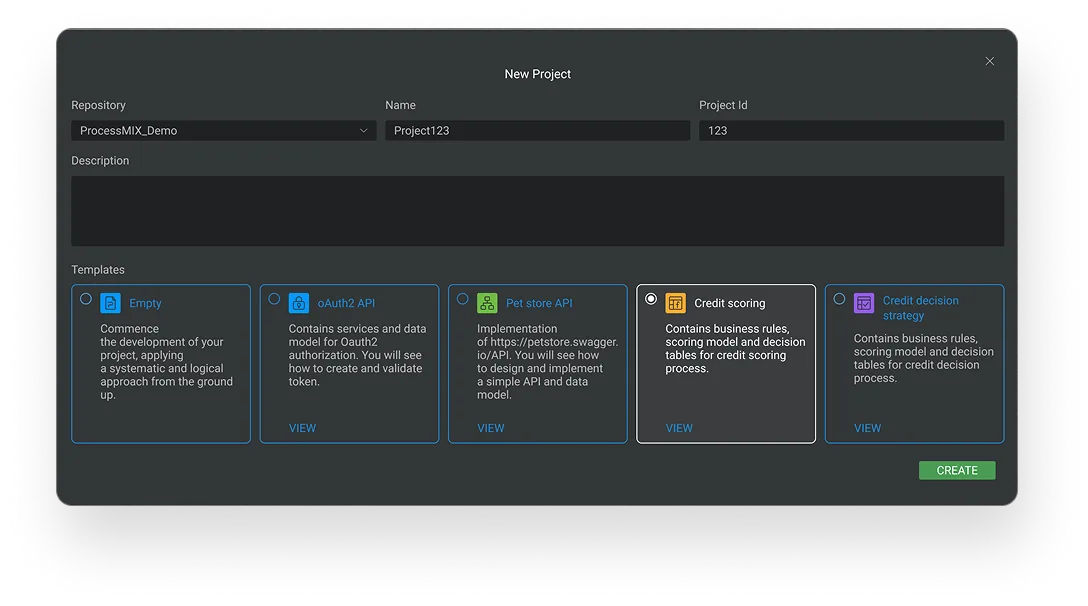 New Project
Repository
Name
Project Id
ProcessMIX_Demo
Project123
123
Description
Templates
Empty
Commence
the development of your
project, applying
a systematic and logical
approach from the ground
up.
oAuth2 API
Contains services and data
model for Oauth2
authorization. You will see
how to create and validate
token.
VIEW
Pet store API
Implementation
of https://petstore.swagger.
io/API. You will see how
to design and implement
a simple API and data
model.
VIEW
Credit scoring
Contains business rules,
scoring model and decision
tables for credit scoring
process.
VIEW
Credit decision
strategy
Contains business rules,
scoring model and decision
tables for credit decision
process.
VIEW
CREATE